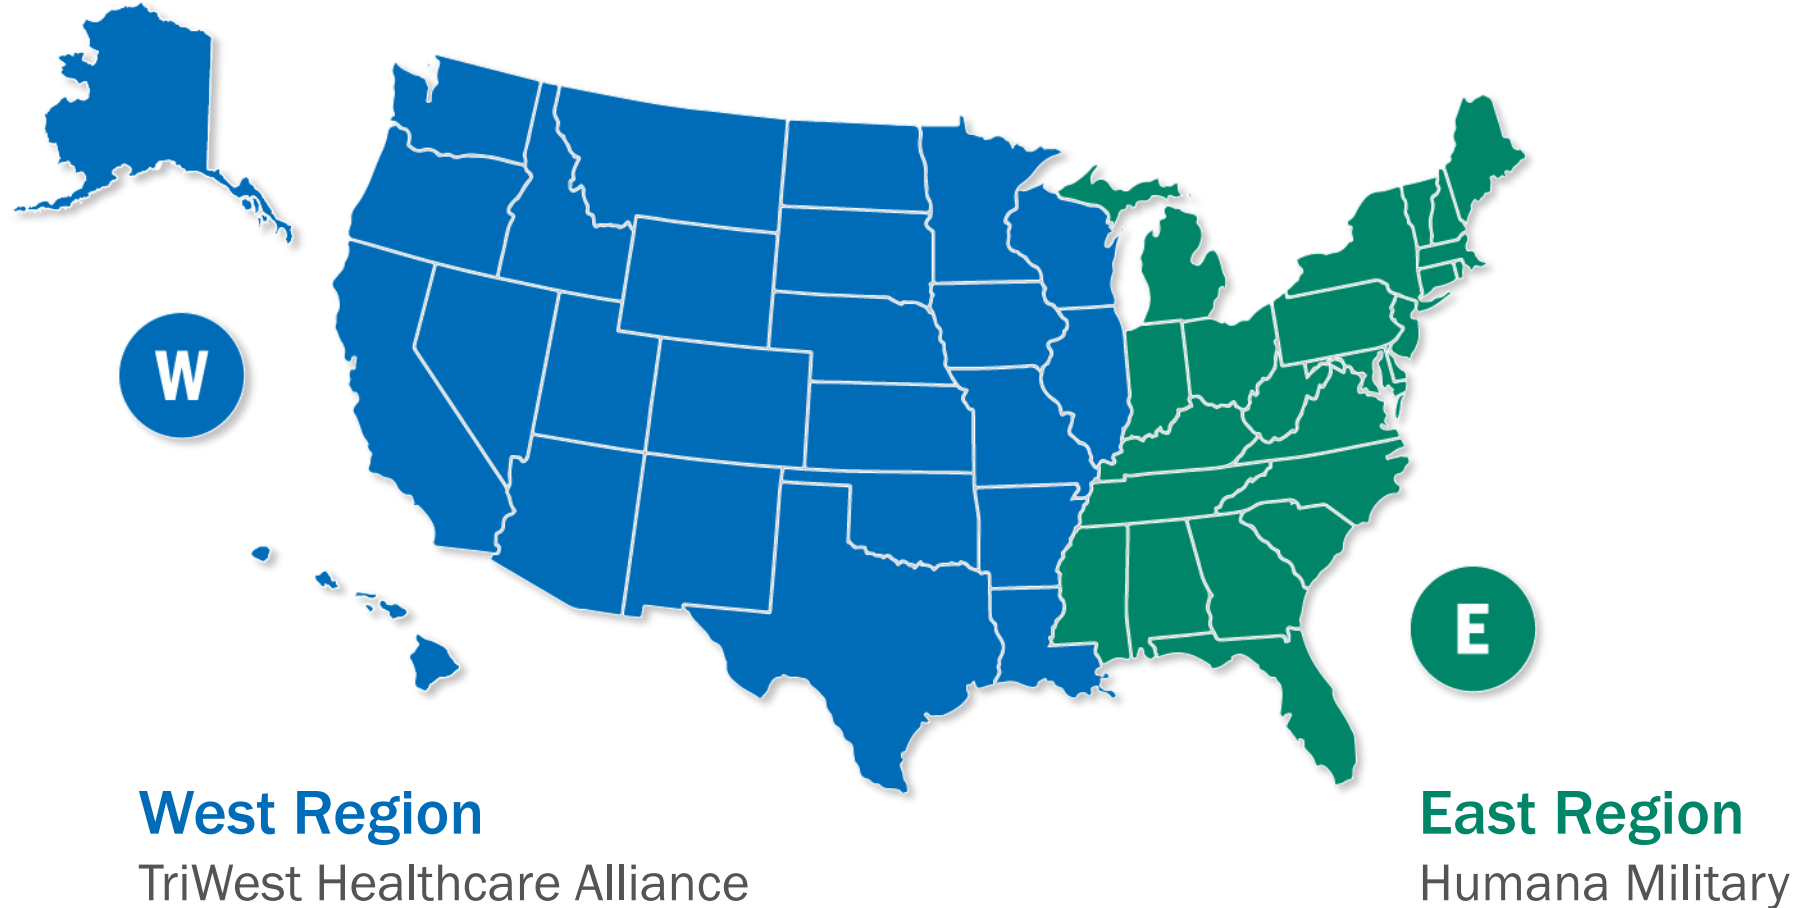 W
E
West Region
TriWest Healthcare Alliance
East Region
Humana Military